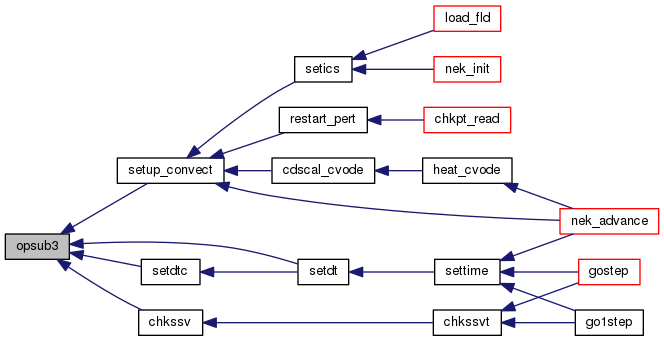 load_fld
setics
nek_init
restart_pert
chkpt_read
setup_convect
cdscal_cvode
heat_cvode
nek_advance
opsub3
setdtc
setdt
settime
gostep
chkssv
chkssvt
go1step